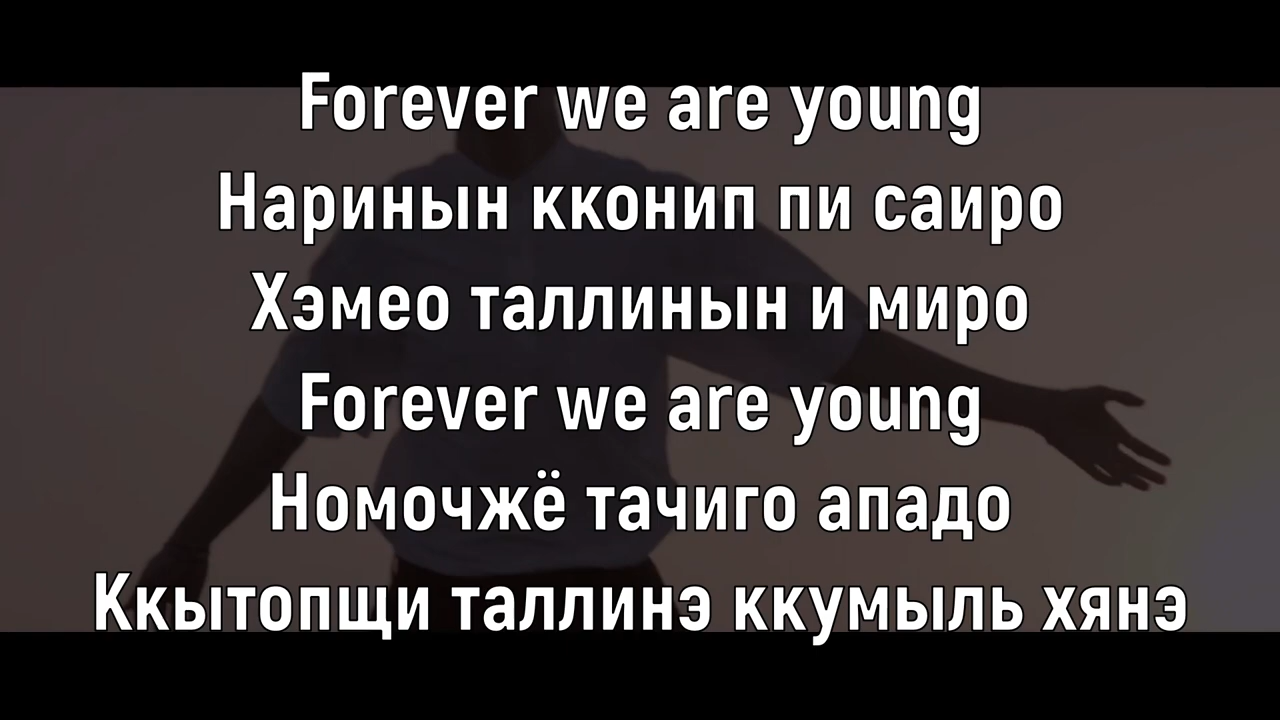 Forever we are young
Наринын кконип пи саиро
Хэмео таллинын и миро
Forever we are young
Номочжё тачиго ападо
Ккытопщи таллинэ ккумыль хянэ